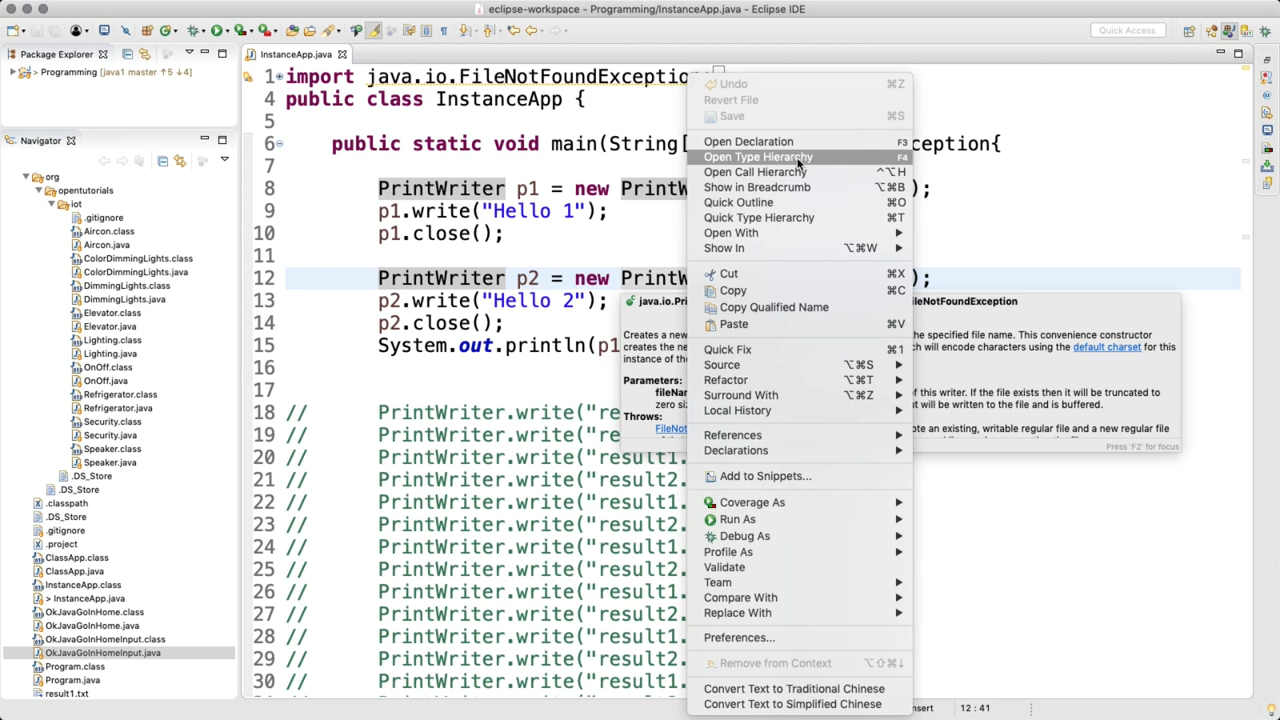 eclipse-workspace - Programming/InstanceApp.java - Eclipse IDE
Quick Access
Package Explorer
> Programming [java1 master ↑5 ↓4]
Navigator
org
opentutorials
iot
.gitignore
Aircon.class
Aircon.java
ColorDimmingLights.class
ColorDimmingLights.java
DimmingLights.class
DimmingLights.java
Elevator.class
Elevator.java
Lighting.class
Lighting.java
OnOff.class
OnOff.java
Refrigerator.class
Refrigerator.java
Security.class
Security.java
Speaker.class
Speaker.java
.DS_Store
.DS_Store
.classpath
.DS_Store
.gitignore
.project
ClassApp.class
ClassApp.java
InstanceApp.class
> InstanceApp.java
OkJavaGoInHome.class
OkJavaGoInHome.java
OkJavaGoInHomeInput.class
OkJavaGoInHomeInput.java
Program.class
Program.java
result1.txt
InstanceApp.java
1 import java.io.FileNotFoundException
4 public class InstanceApp {
5
6 public static void main(String[ ception{
7
8 PrintWriter p1 = new PrintW );
9 p1.write("Hello 1");
10 p1.close();
11
12 PrintWriter p2 = new PrintW );
13 p2.write("Hello 2");
14 p2.close();
15 System.out.println(p1
16
17
18 // PrintWriter.write("res
19 // PrintWriter.write("res
20 // PrintWriter.write("result1.
21 // PrintWriter.write("result2.
22 // PrintWriter.write("result1.
23 // PrintWriter.write("result2.
24 // PrintWriter.write("result1.
25 // PrintWriter.write("result2.
26 // PrintWriter.write("result1.
27 // PrintWriter.write("result2.
28 // PrintWriter.write("result1.
29 // PrintWriter.write("result2.
30 // PrintWriter.write("result1.
Undo ⌘Z
Revert File
Save ⌘S
Open Declaration F3
Open Type Hierarchy F4
Open Call Hierarchy ⌃⌥H
Show in Breadcrumb ⌥⌘B
Quick Outline ⌘O
Quick Type Hierarchy ⌘T
Open With
Show In ⌥⌘W
Cut ⌘X
Copy ⌘C
Copy Qualified Name
Paste ⌘V
Quick Fix ⌘1
Source ⌥⌘S
Refactor ⌥⌘T
Surround With ⌥⌘Z
Local History
References
Declarations
Add to Snippets...
Coverage As
Run As
Debug As
Profile As
Validate
Team
Compare With
Replace With
Preferences...
Remove from Context ⌥⇧⌘↓
Convert Text to Traditional Chinese
Convert Text to Simplified Chinese
java.io.Pri FileNotFoundException
Creates a new the specified file name. This convenience constructor
creates the ne ch will encode characters using the default charset for this
instance of the
Parameters:
fileNa of this writer. If the file exists then it will be truncated to
zero siz t will be written to the file and is buffered.
Throws:
FileNot ote an existing, writable regular file and a new regular file
Press 'F2' for focus
nsert 12 : 41